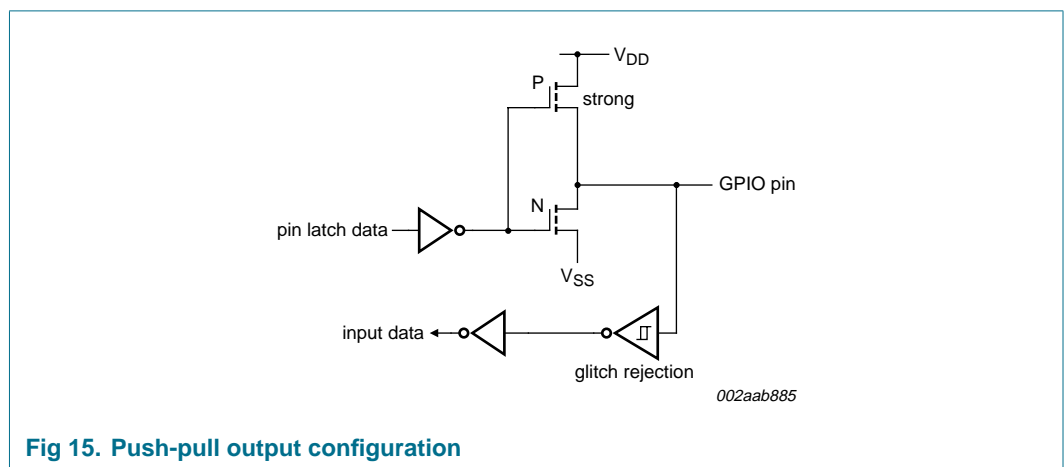 VDD
P
strong
GPIO pin
N
pin latch data
VSS
input data
glitch rejection
002aab885
Fig 15. Push-pull output configuration